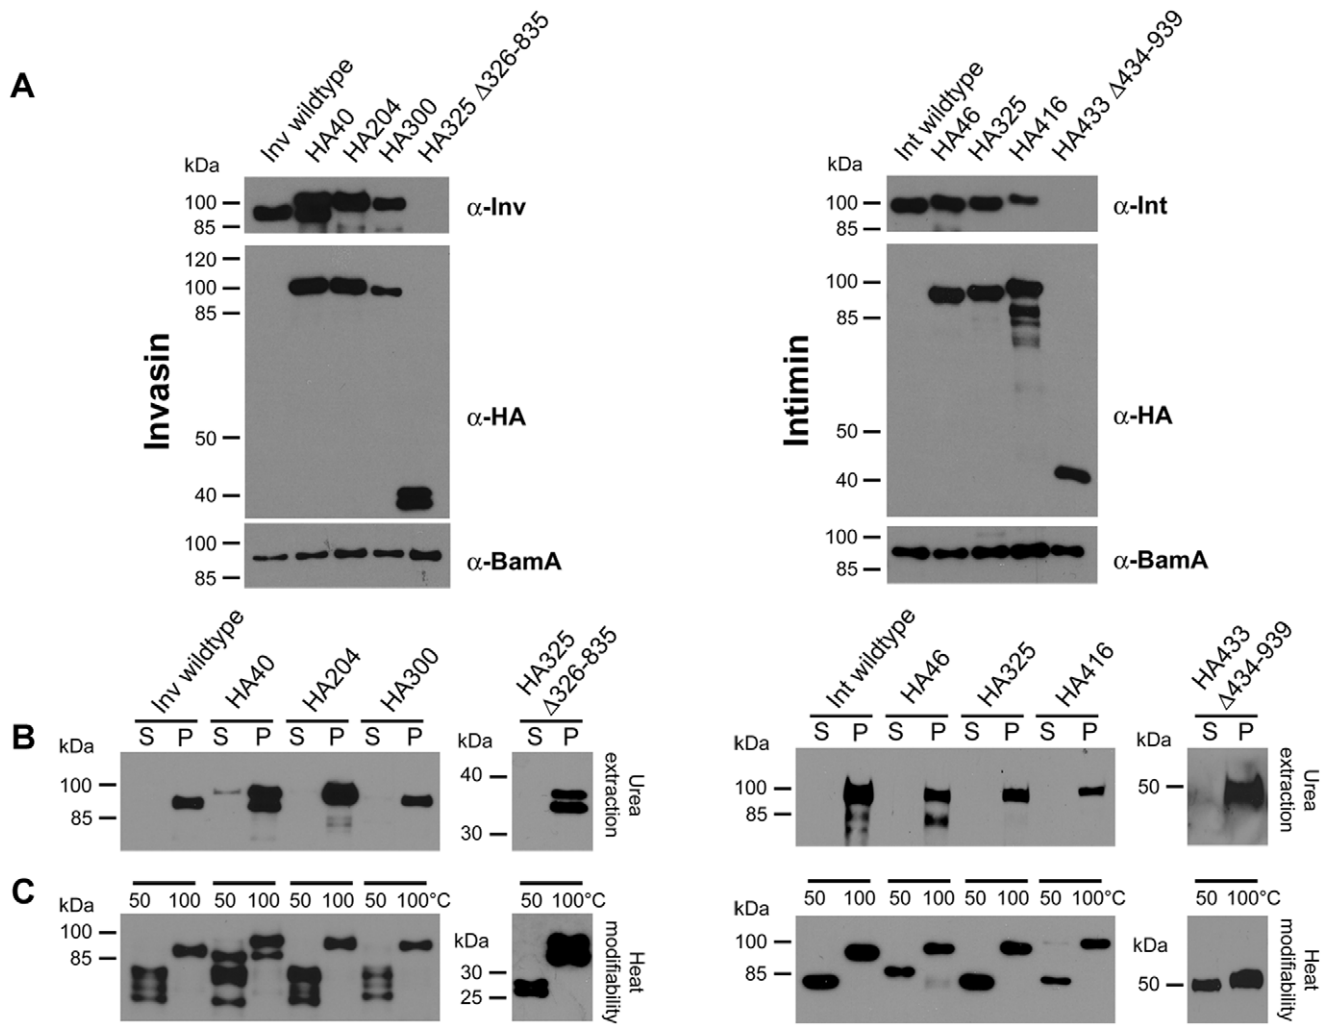 A
Inv wildtype
HA40
HA204
HA300
HA325 Δ326-835
kDa
100
85
α-Inv
120
100
85
50
40
α-HA
100
85
α-BamA
Invasin
Int wildtype
HA46
HA325
HA416
HA433 Δ434-939
kDa
100
85
α-Int
100
85
50
40
α-HA
100
85
α-BamA
Intimin
B
Inv wildtype
HA40
HA204
HA300
HA325
Δ326-835
S P S P S P S P
kDa
100
85
S P
kDa
40
30
Urea
extraction
Int wildtype
HA46
HA325
HA416
HA433
Δ434-939
S P S P S P S P
kDa
100
85
S P
kDa
50
Urea
extraction
C
50 100 50 100 50 100 50 100°C
kDa
100
85
50 100°C
kDa
30
25
Heat
modifiability
50 100 50 100 50 100 50 100°C
kDa
100
85
50 100°C
kDa
50
Heat
modifiability